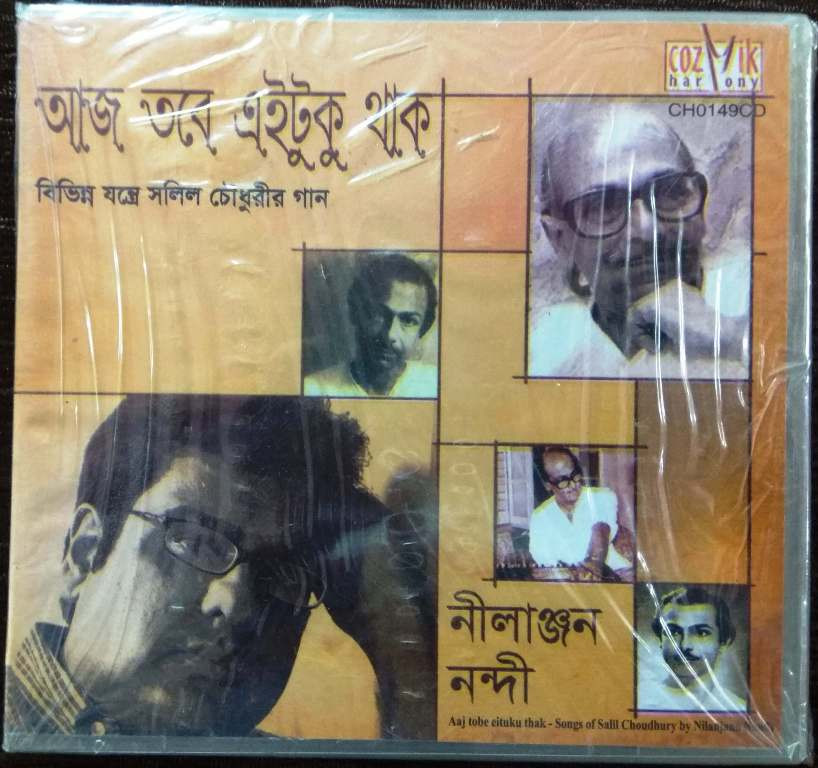 COZMIK
harmony
CH0149CD
আজ তবে এইটুকু থাক
বিভিন্ন যন্ত্রে সলিল চৌধুরীর গান
নীলাঞ্জন
নন্দী
Aaj tobe eituku thak - Songs of Salil Choudhury by Nilanjana